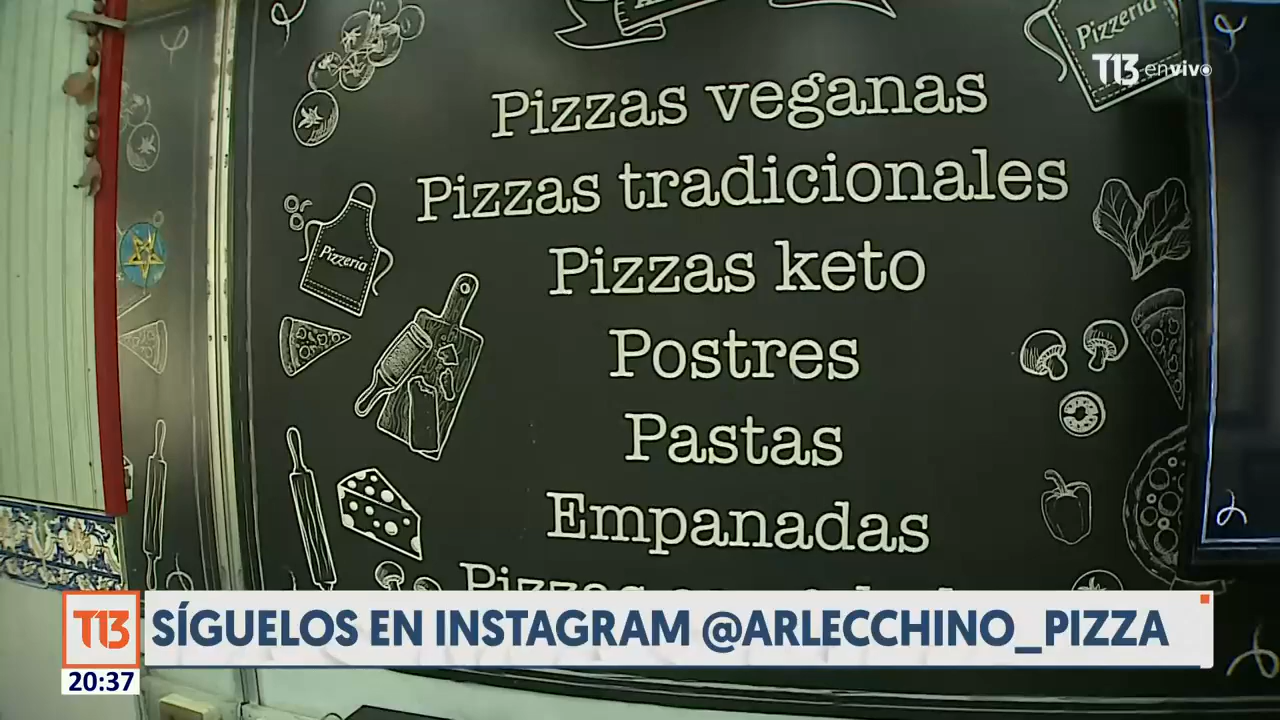 Pizzería
T13 en vivo
Pizzas veganas
Pizzas tradicionales
Pizzas keto
Pizzería
Postres
Pastas
Empanadas
Pizzas
T13
SÍGUELOS EN INSTAGRAM @ARLECCHINO_PIZZA
20:37